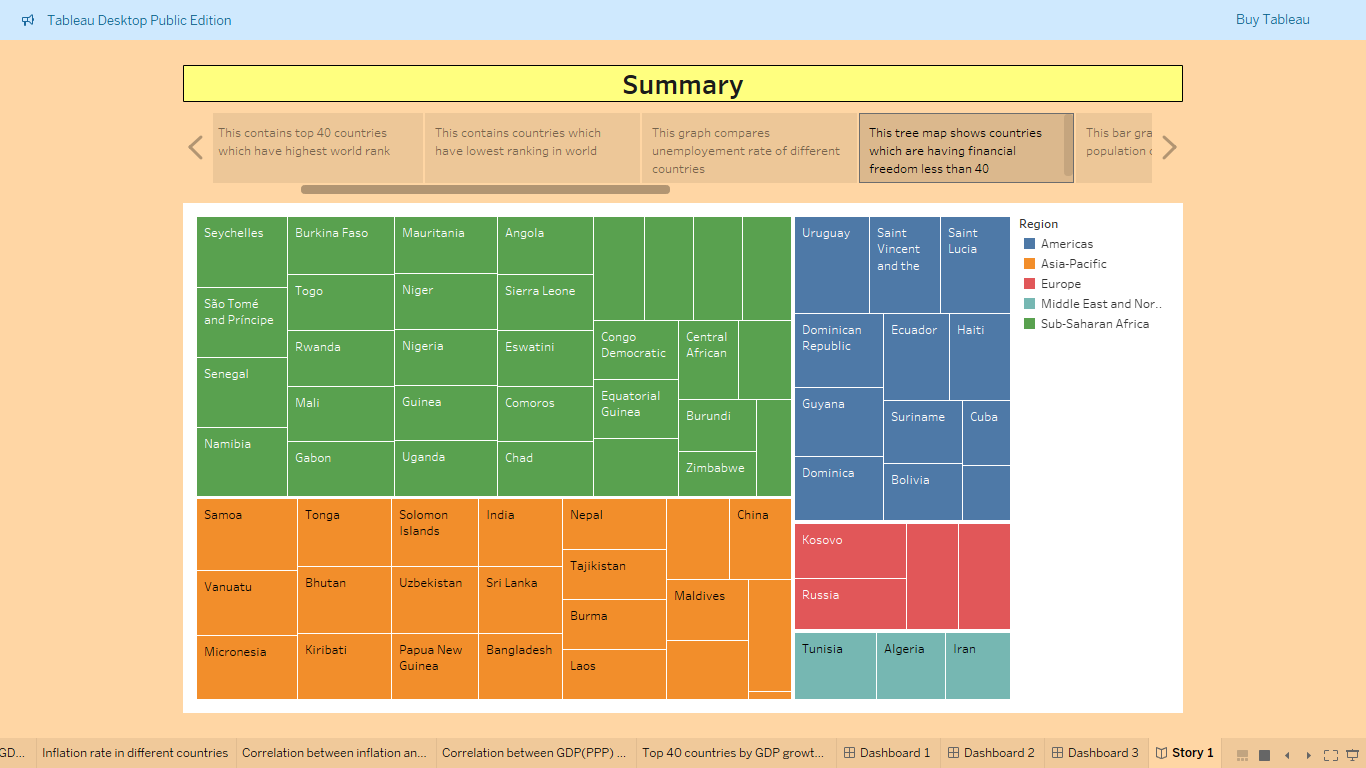 Tableau Desktop Public Edition
Buy Tableau
Summary
This contains top 40 countries
which have highest world rank
This contains countries which
have lowest ranking in world
This graph compares
unemployement rate of different
countries
This tree map shows countries
which are having financial
freedom less than 40
This bar gra
population
Seychelles
São Tomé
and Príncipe
Senegal
Namibia
Burkina Faso
Togo
Rwanda
Mali
Gabon
Mauritania
Niger
Nigeria
Guinea
Uganda
Angola
Sierra Leone
Eswatini
Comoros
Chad
Congo
Democratic
Equatorial
Guinea
Central
African
Burundi
Zimbabwe
Samoa
Vanuatu
Micronesia
Tonga
Bhutan
Kiribati
Solomon
Islands
Uzbekistan
Papua New
Guinea
India
Sri Lanka
Bangladesh
Nepal
Tajikistan
Burma
Laos
China
Maldives
Uruguay
Saint
Vincent
and the
Saint
Lucia
Dominican
Republic
Guyana
Dominica
Ecuador
Haiti
Suriname
Cuba
Bolivia
Kosovo
Russia
Tunisia
Algeria
Iran
Region
Americas
Asia-Pacific
Europe
Middle East and Nor..
Sub-Saharan Africa
GD...
Inflation rate in different countries
Correlation between inflation an...
Correlation between GDP(PPP) ...
Top 40 countries by GDP growt...
Dashboard 1
Dashboard 2
Dashboard 3
Story 1